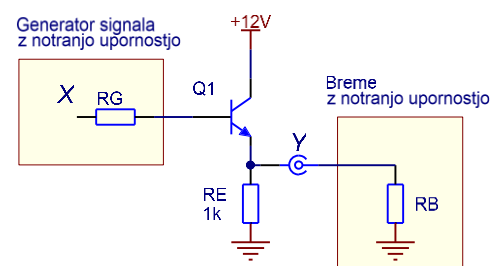 Generator signala
z notranjo upornostjo
+12V
X
RG
Q1
Breme
z notranjo upornostjo
Y
RE
1k
RB